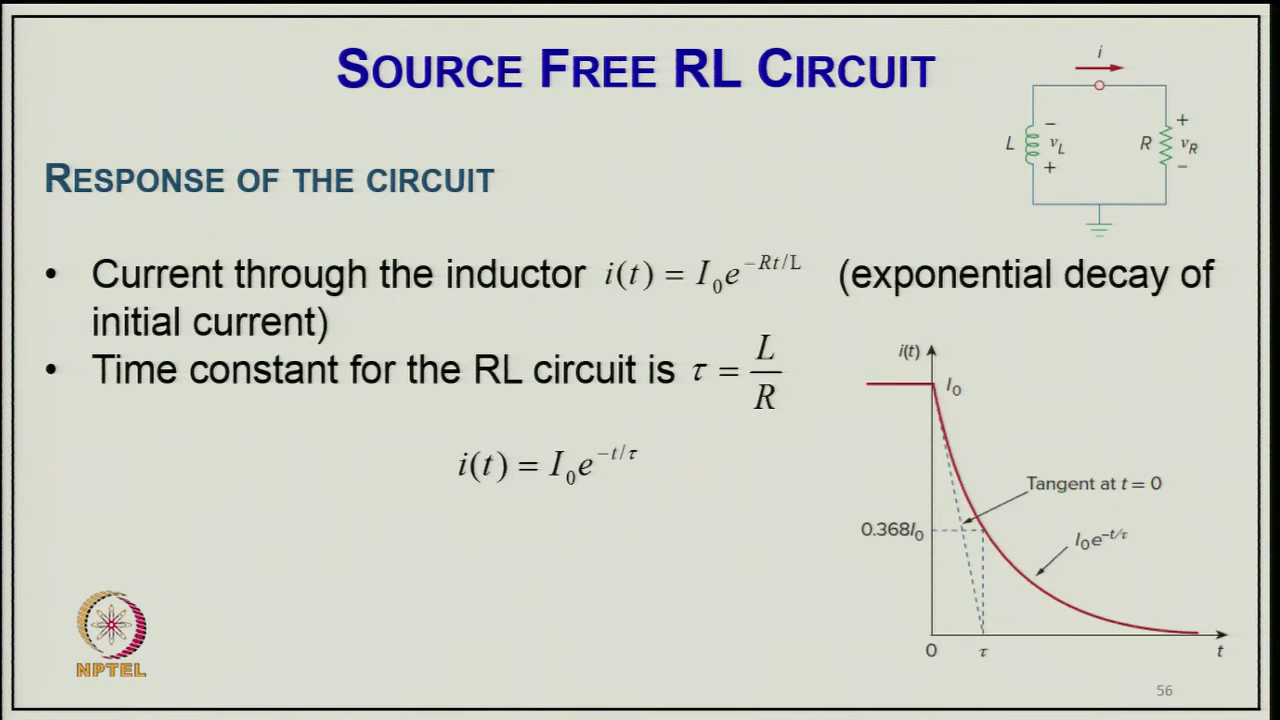 SOURCE FREE RL CIRCUIT
i
L
−
v_L
+
R
+
v_R
−
RESPONSE OF THE CIRCUIT
• Current through the inductor i(t) = I₀e^{−Rt/L} (exponential decay of
initial current)
• Time constant for the RL circuit is τ = L/R
i(t) = I₀e^{−t/τ}
i(t)
I₀
Tangent at t = 0
0.368I₀
I₀e^{−t/τ}
0
τ
t
NPTEL
56